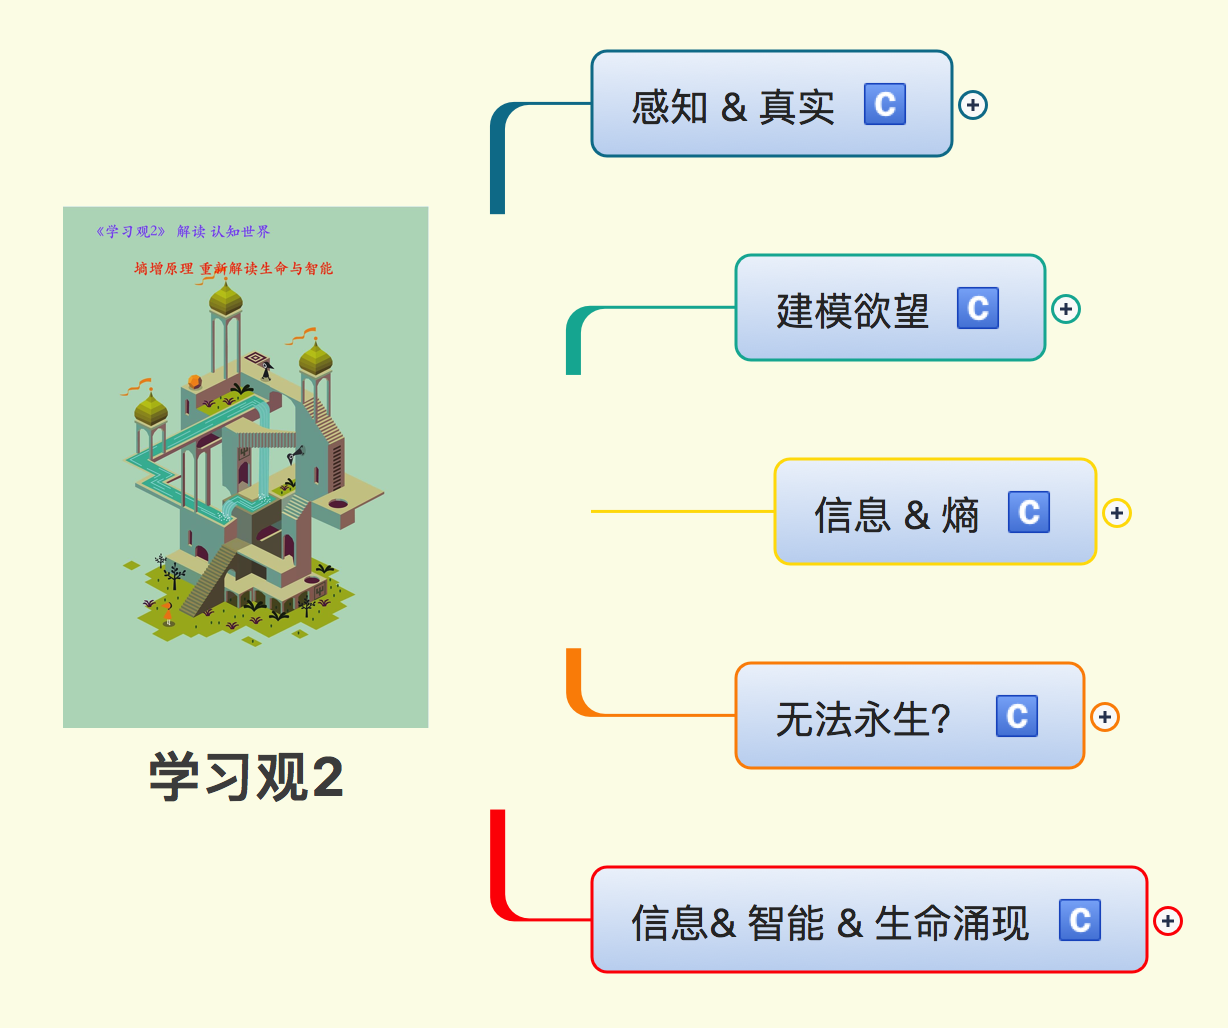 《学习观2》 解读 认知世界
熵增原理 重新解读生命与智能
学习观2
感知 & 真实 C
建模欲望 C
信息 & 熵 C
无法永生? C
信息& 智能 & 生命涌现 C